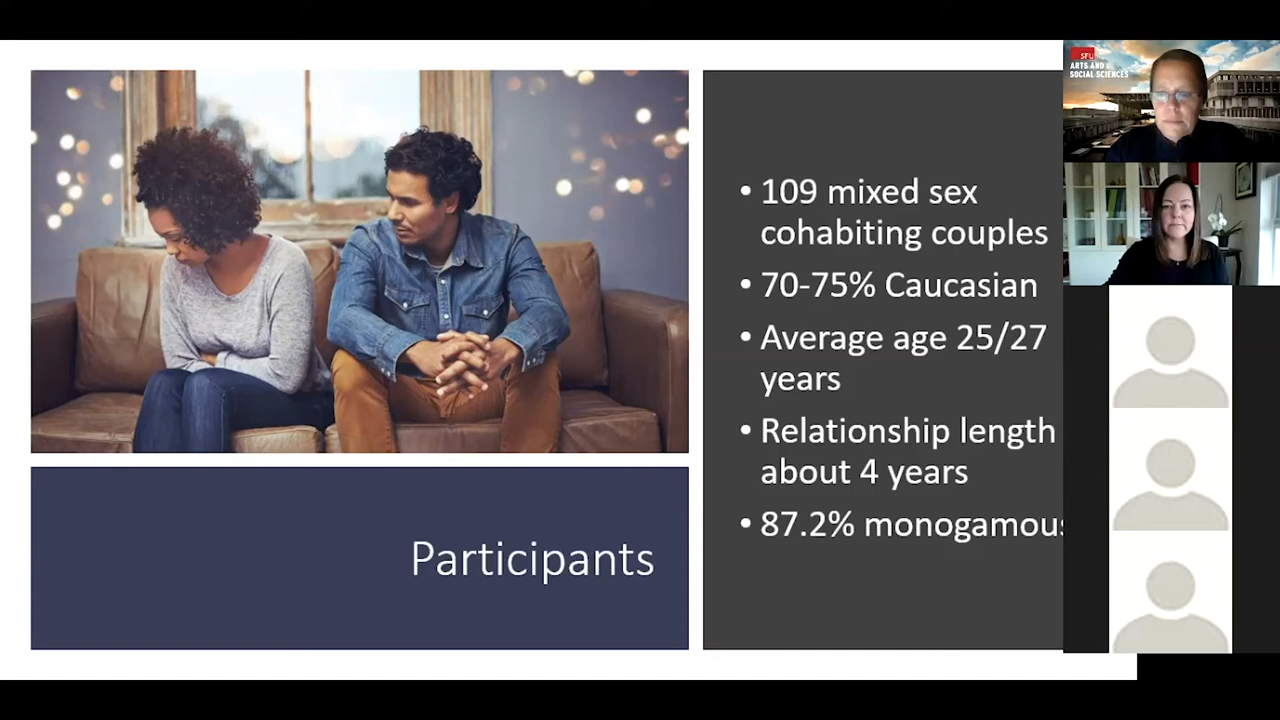 • 109 mixed sex
cohabiting couples
• 70-75% Caucasian
• Average age 25/27
years
• Relationship length
about 4 years
• 87.2% monogamous
Participants
SFU
ARTS AND
SOCIAL SCIENCES